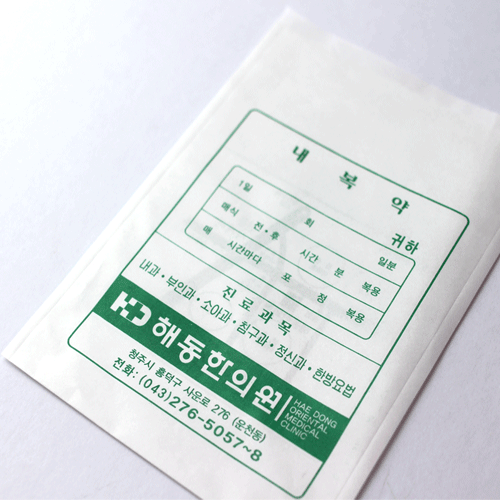 내 복 약
귀하
1일 회 일분
매식 전·후 시간 분 복용
매 시간마다 포 정 복용
진 료 과 목
내과·부인과·소아과·침구과·정신과·한방요법
HD 해동한의원
HAE DONG
ORIENTAL
MEDICAL
CLINIC
청주시 흥덕구 사운로 276 (운천동)
전화: (043)276-5057~8